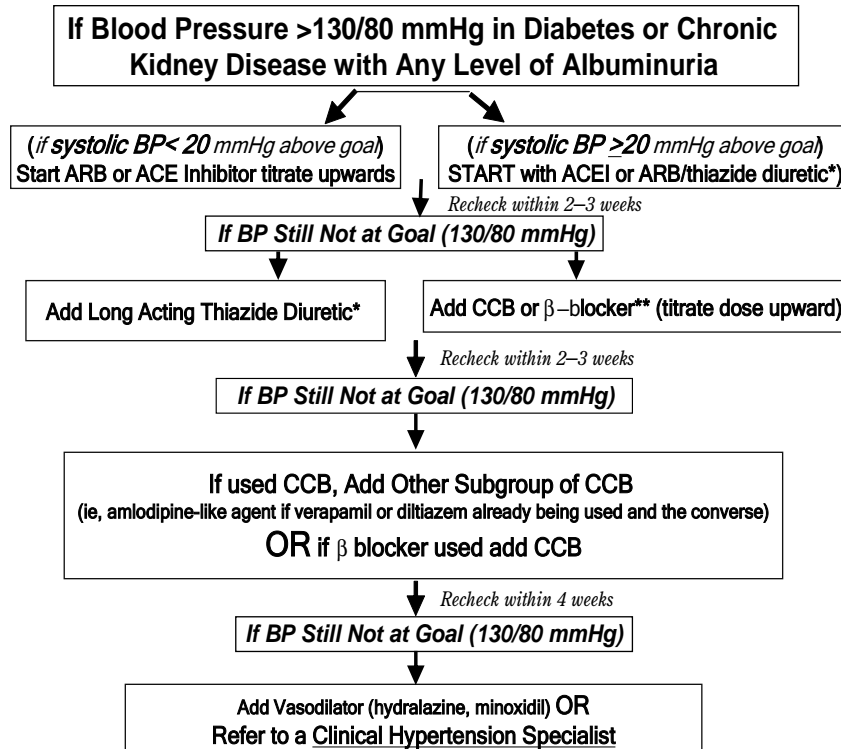 If Blood Pressure >130/80 mmHg in Diabetes or Chronic
Kidney Disease with Any Level of Albuminuria
(if systolic BP< 20 mmHg above goal)
Start ARB or ACE Inhibitor titrate upwards
(if systolic BP ≥20 mmHg above goal)
START with ACEI or ARB/thiazide diuretic*)
Recheck within 2–3 weeks
If BP Still Not at Goal (130/80 mmHg)
Add Long Acting Thiazide Diuretic*
Add CCB or β–blocker** (titrate dose upward)
Recheck within 2–3 weeks
If BP Still Not at Goal (130/80 mmHg)
If used CCB, Add Other Subgroup of CCB
(ie, amlodipine-like agent if verapamil or diltiazem already being used and the converse)
OR if β blocker used add CCB
Recheck within 4 weeks
If BP Still Not at Goal (130/80 mmHg)
Add Vasodilator (hydralazine, minoxidil) OR
Refer to a Clinical Hypertension Specialist